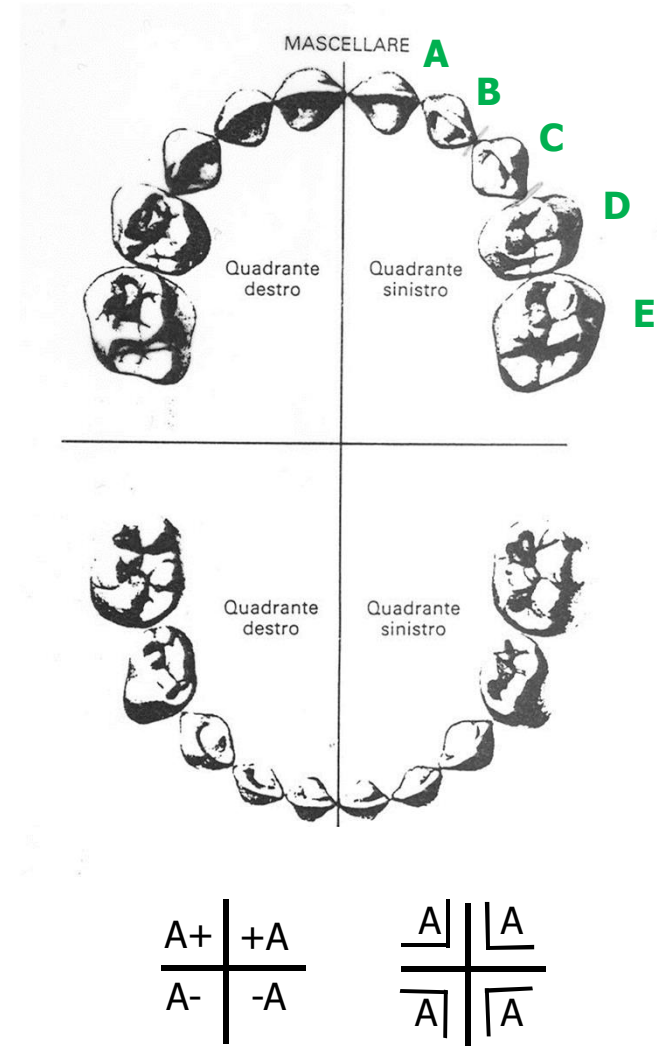 MASCELLARE
A
B
C
D
E
Quadrante
destro
Quadrante
sinistro
Quadrante
destro
Quadrante
sinistro
A+ +A
A- -A
A A
A A